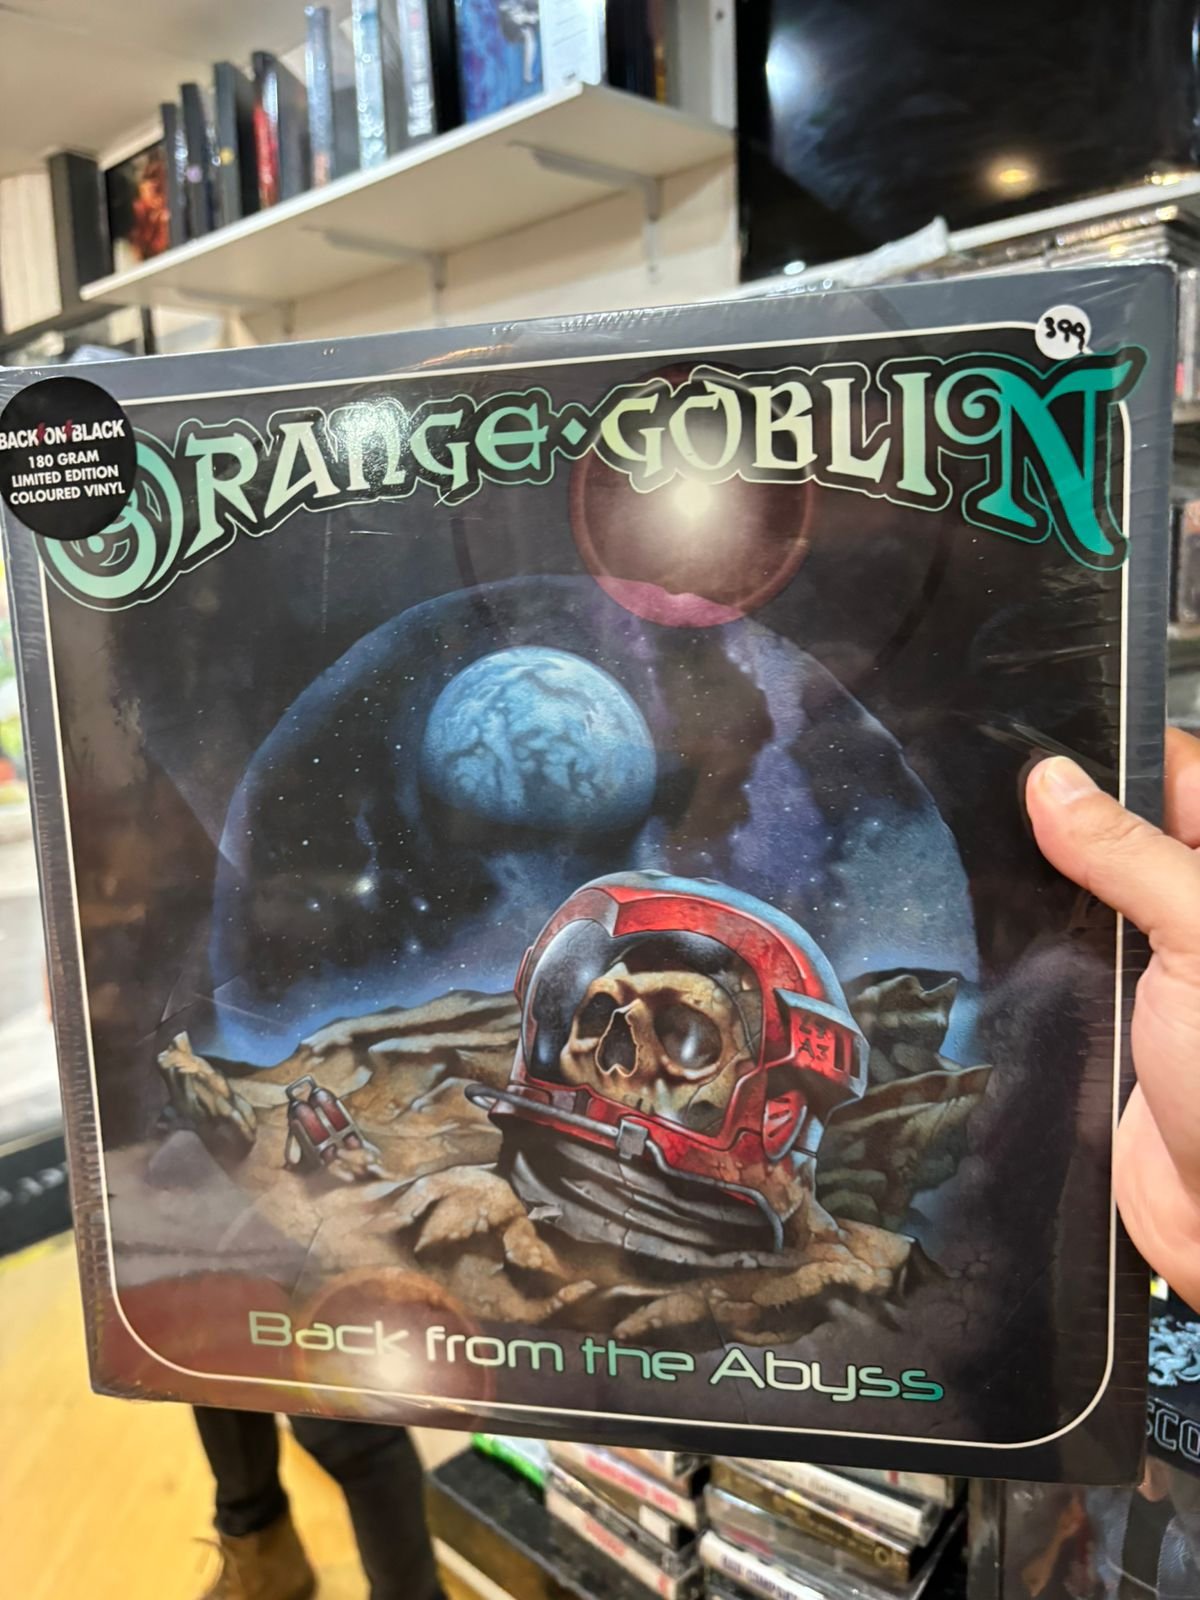 399
ORANGE·GOBLIN
BACK ON BLACK
180 GRAM
LIMITED EDITION
COLOURED VINYL
Back from the Abyss